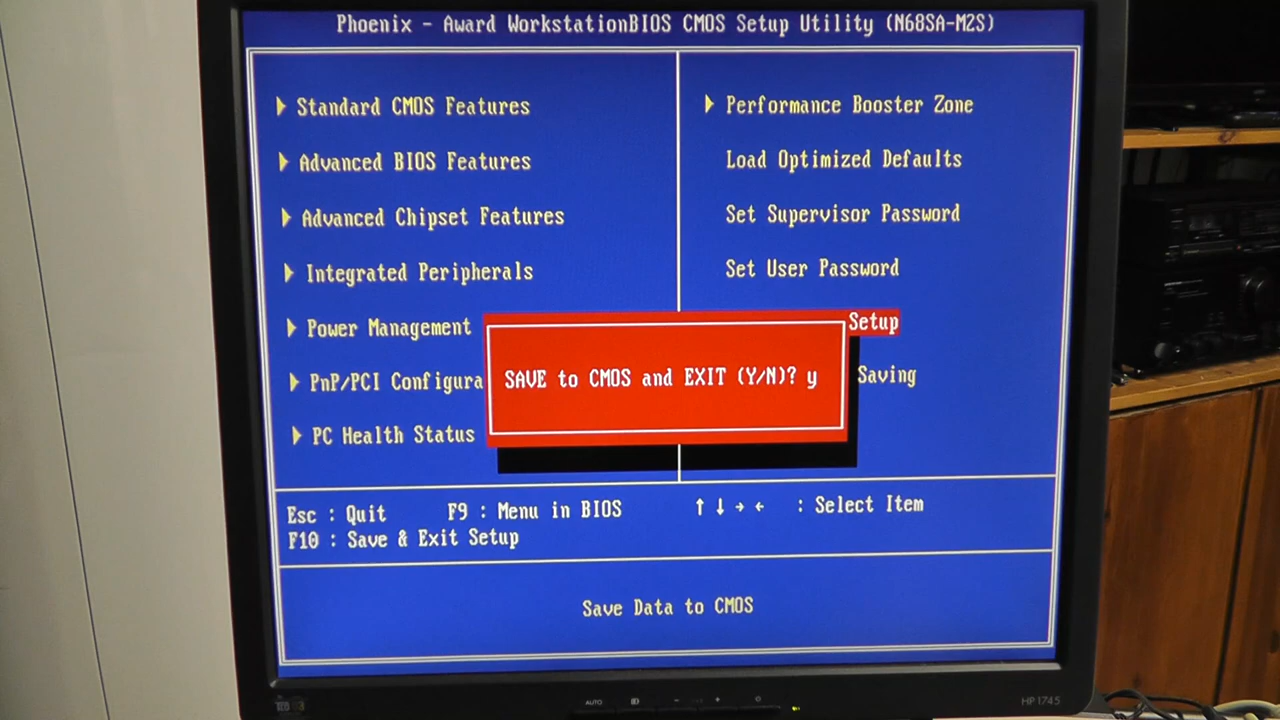 Phoenix - Award WorkstationBIOS CMOS Setup Utility (N68SA-M2S)
Standard CMOS Features
Advanced BIOS Features
Advanced Chipset Features
Integrated Peripherals
Power Management
PnP/PCI Configura
PC Health Status
Performance Booster Zone
Load Optimized Defaults
Set Supervisor Password
Set User Password
Setup
Saving
SAVE to CMOS and EXIT (Y/N)? y
Esc : Quit F9 : Menu in BIOS ↑ ↓ → ← : Select Item
F10 : Save & Exit Setup
Save Data to CMOS
AUTO
HP 1745